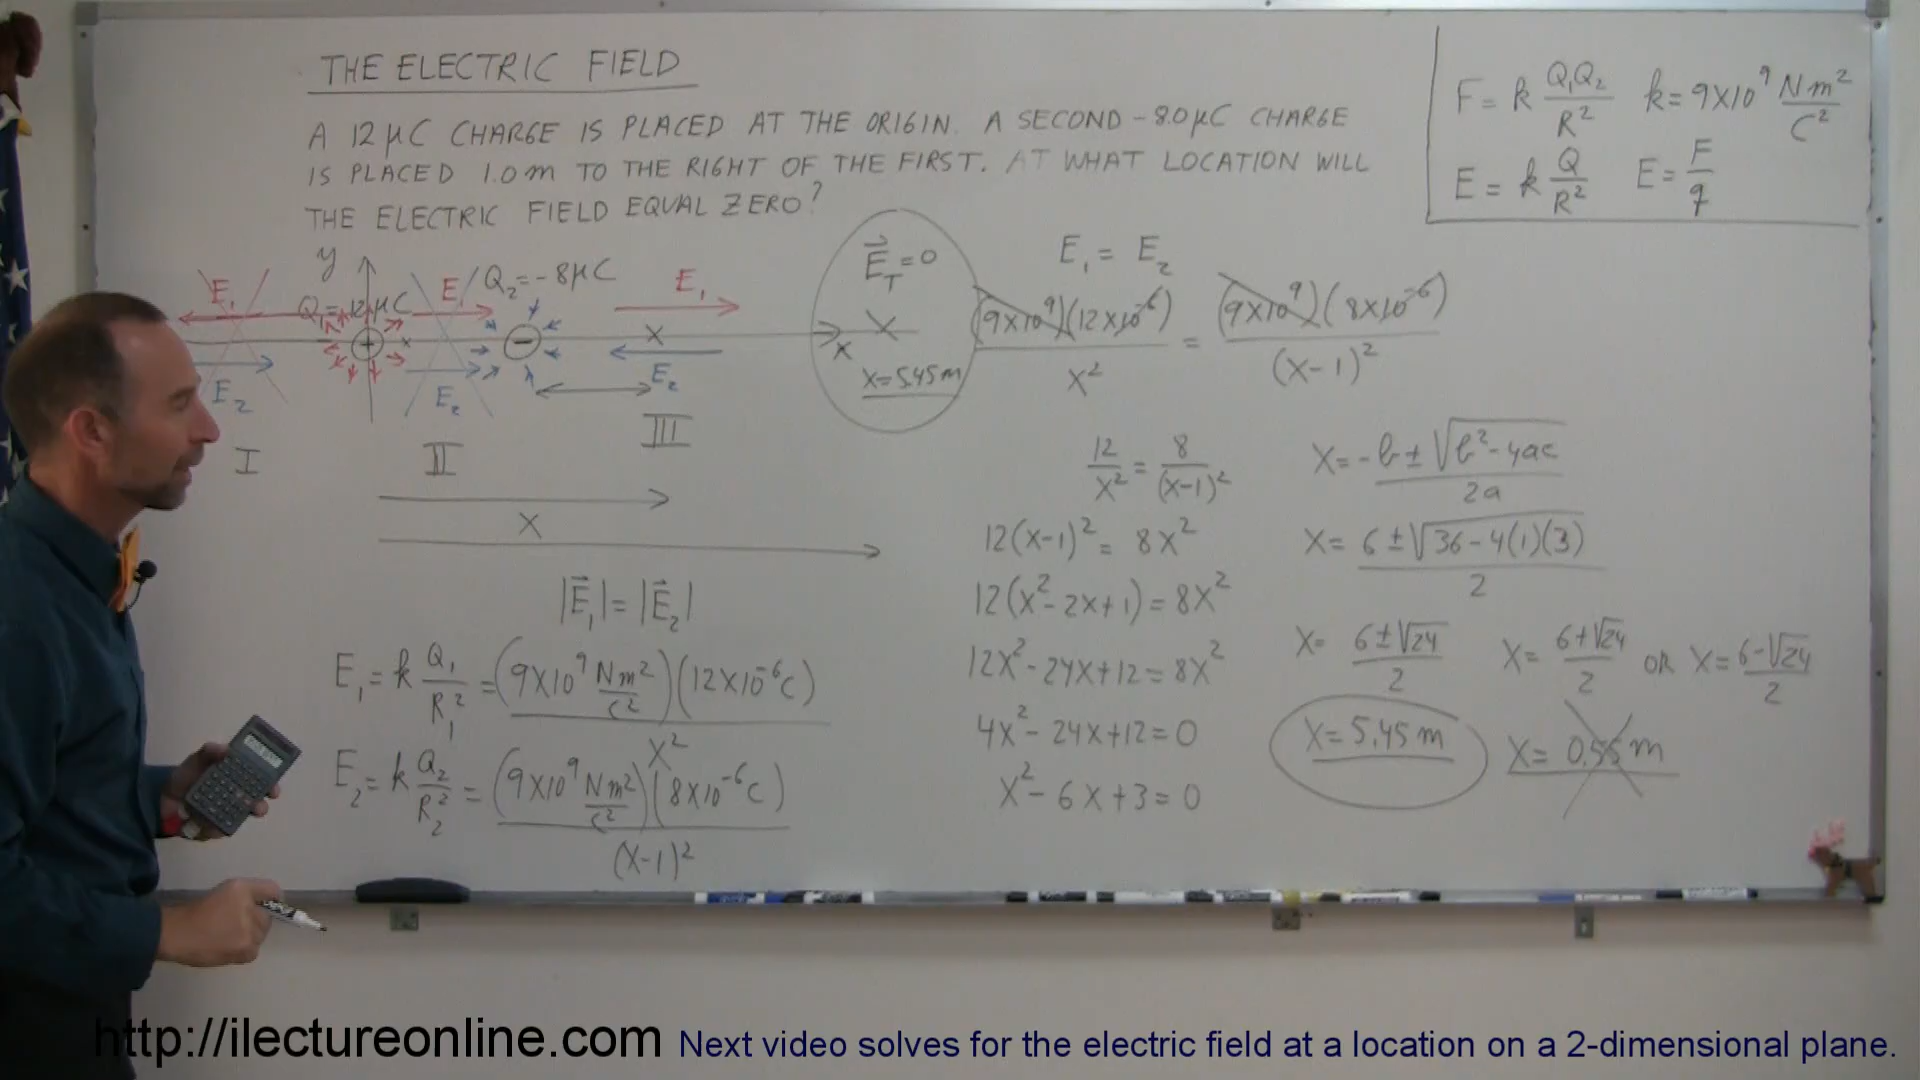 THE ELECTRIC FIELD
A 12 μC CHARGE IS PLACED AT THE ORIGIN. A SECOND -8.0μC CHARGE
IS PLACED 1.0m TO THE RIGHT OF THE FIRST. AT WHAT LOCATION WILL
THE ELECTRIC FIELD EQUAL ZERO?
F = k Q₁Q₂/R² k = 9X10⁹ Nm²/C²
E = k Q/R² E = F/q
y
E₁ Q₁=12μC E₁ Q₂=-8μC E₁
+ x − X X
E₂ E₂ E₂
I II III
X
E⃗_T = 0
X
X=5.45m
|E⃗₁| = |E⃗₂|
E₁ = k Q₁/R₁² = (9X10⁹ Nm²/C²)(12X10⁻⁶C)/X²
E₂ = k Q₂/R₂² = (9X10⁹ Nm²/C²)(8X10⁻⁶C)/(X-1)²
E₁ = E₂
(9X10⁹)(12X10⁻⁶)/X² = (9X10⁹)(8X10⁻⁶)/(X-1)²
12/X² = 8/(X-1)²
12(X-1)² = 8X²
12(X²-2X+1) = 8X²
12X²-24X+12 = 8X²
4X²-24X+12 = 0
X²-6X+3 = 0
X = -b ± √(b²-4ac)/2a
X = 6 ± √(36-4(1)(3))/2
X = 6 ± √24/2 X = 6+√24/2 OR X = 6-√24/2
X = 5.45 m X = 0.55 m
http://ilectureonline.com Next video solves for the electric field at a location on a 2-dimensional plane.